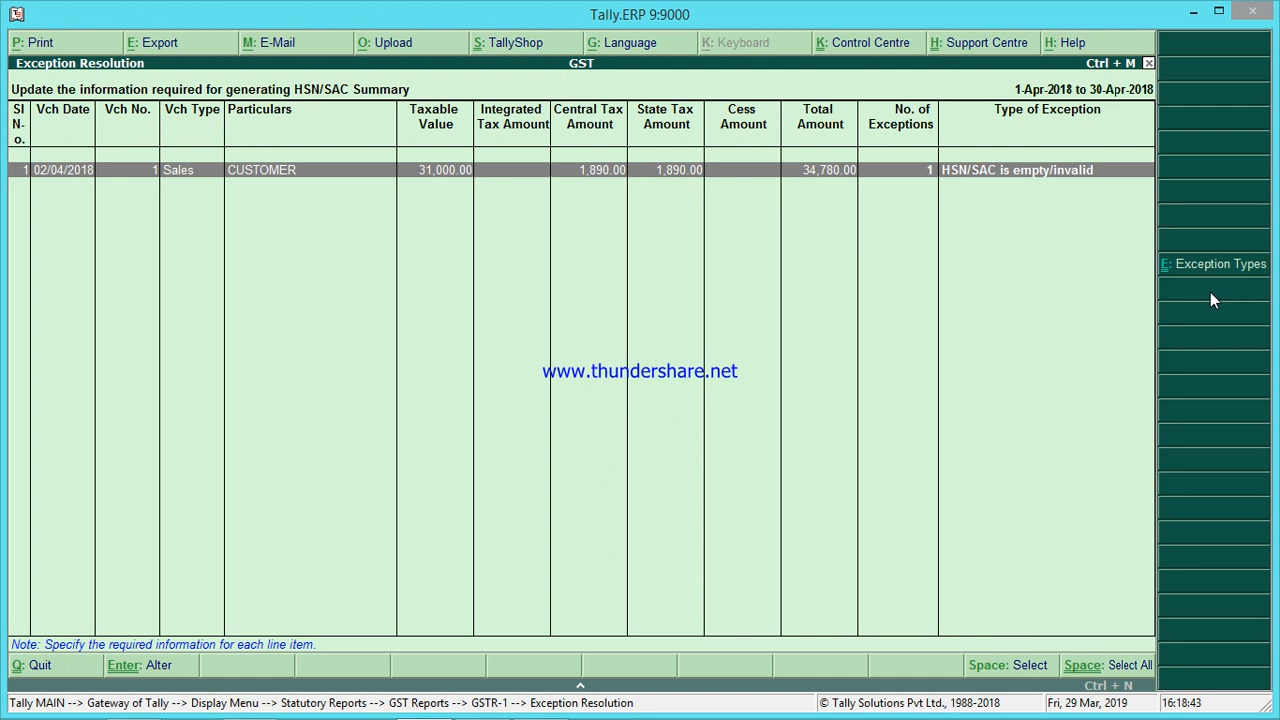 Tally.ERP 9:9000
P: Print E: Export M: E-Mail O: Upload S: TallyShop G: Language K: Keyboard K: Control Centre H: Support Centre H: Help
Exception Resolution GST Ctrl + M
Update the information required for generating HSN/SAC Summary 1-Apr-2018 to 30-Apr-2018
Sl Vch Date Vch No. Vch Type Particulars Taxable Integrated Central Tax State Tax Cess Total No. of Type of Exception
N- Value Tax Amount Amount Amount Amount Amount Exceptions
o.
1 02/04/2018 1 Sales CUSTOMER 31,000.00 1,890.00 1,890.00 34,780.00 1 HSN/SAC is empty/invalid
E: Exception Types
www.thundershare.net
Note: Specify the required information for each line item.
Q: Quit Enter: Alter Space: Select Space: Select All
Ctrl + N
Tally MAIN --> Gateway of Tally --> Display Menu --> Statutory Reports --> GST Reports --> GSTR-1 --> Exception Resolution © Tally Solutions Pvt Ltd., 1988-2018 Fri, 29 Mar, 2019 16:18:43